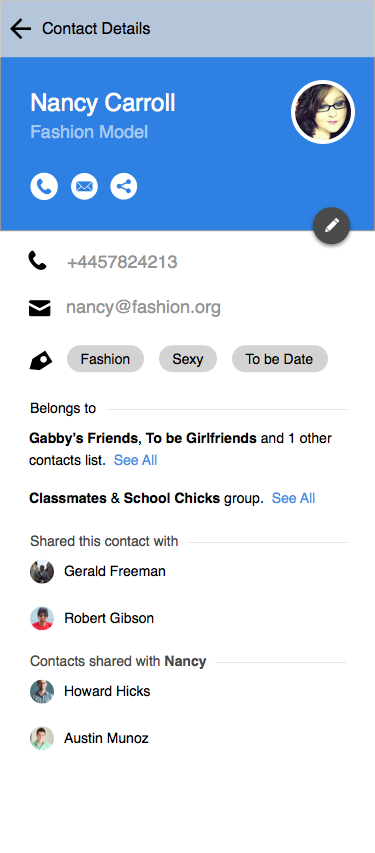 Contact Details
Nancy Carroll
Fashion Model
+4457824213
nancy@fashion.org
Fashion Sexy To be Date
Belongs to
Gabby’s Friends, To be Girlfriends and 1 other
contacts list. See All
Classmates & School Chicks group. See All
Shared this contact with
Gerald Freeman
Robert Gibson
Contacts shared with Nancy
Howard Hicks
Austin Munoz